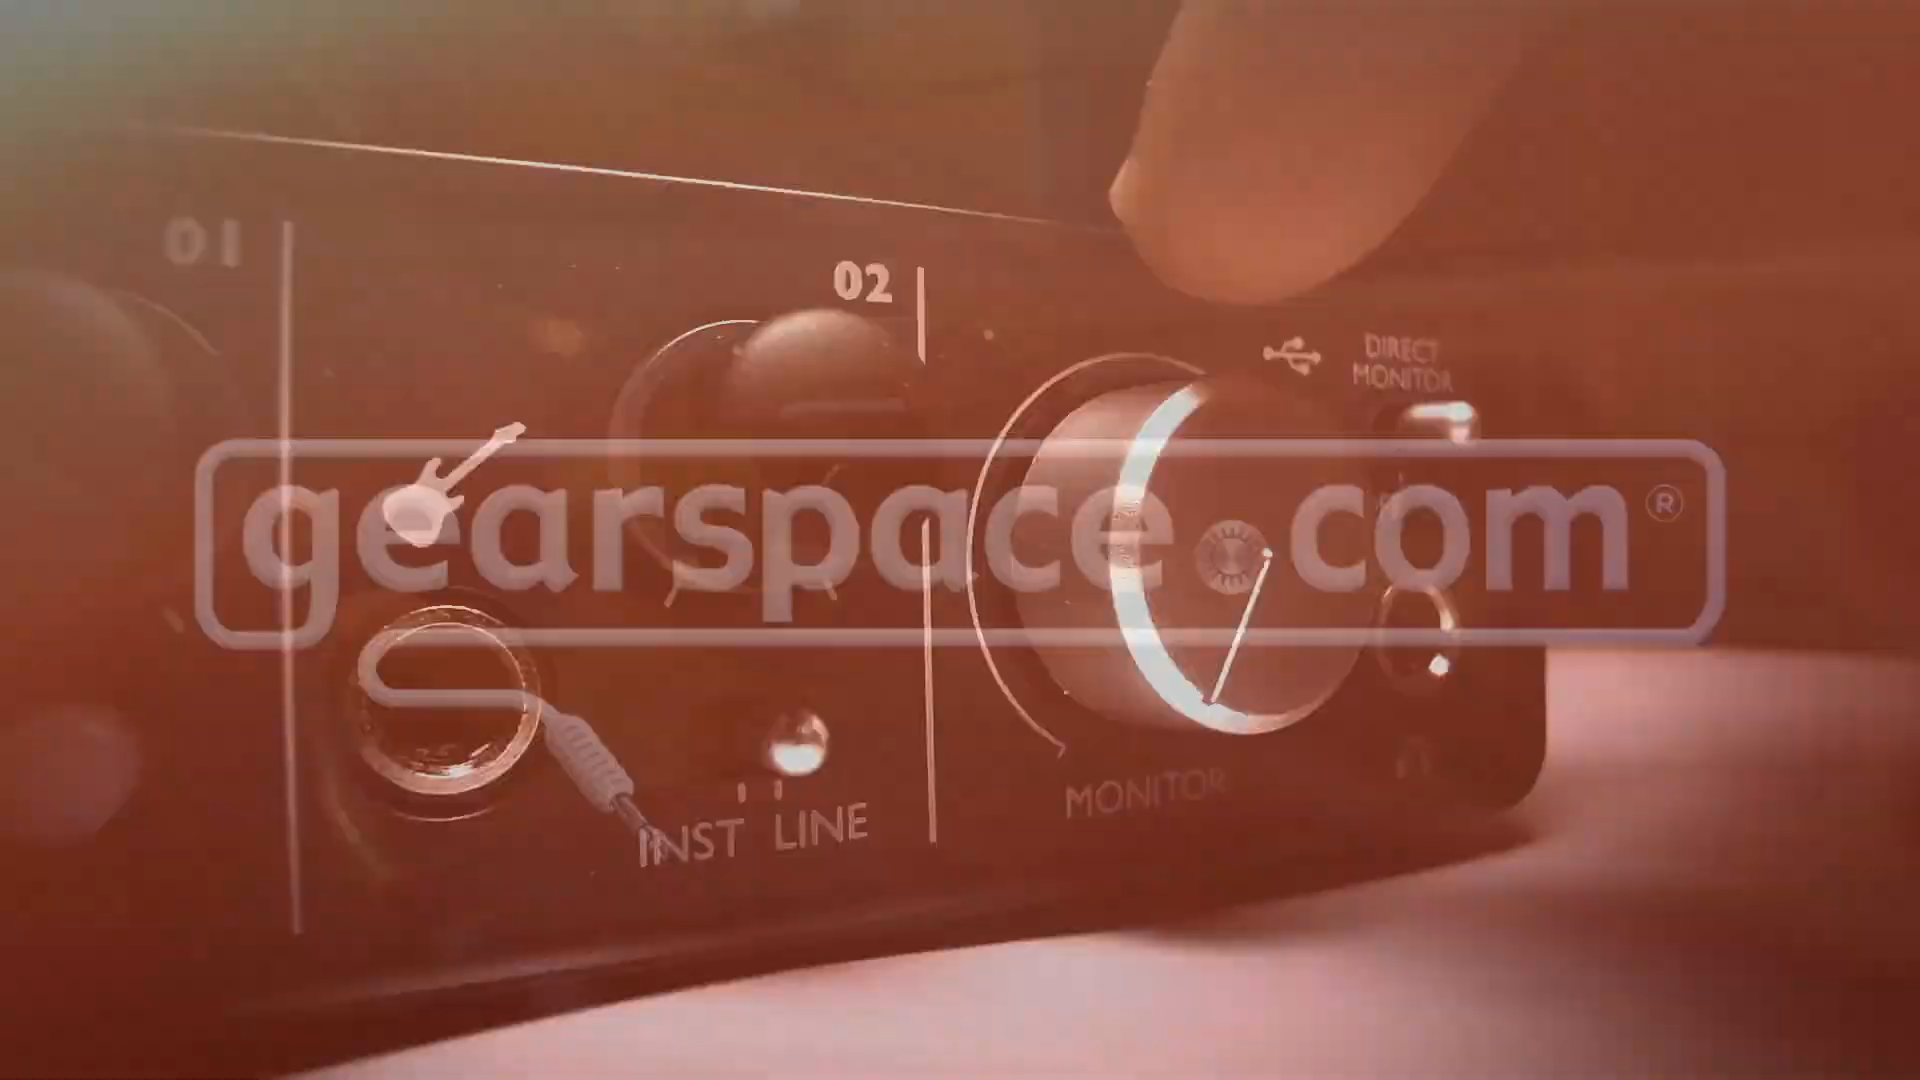 01
02
DIRECT
MONITOR
gearspace.com®
INST LINE
MONITOR